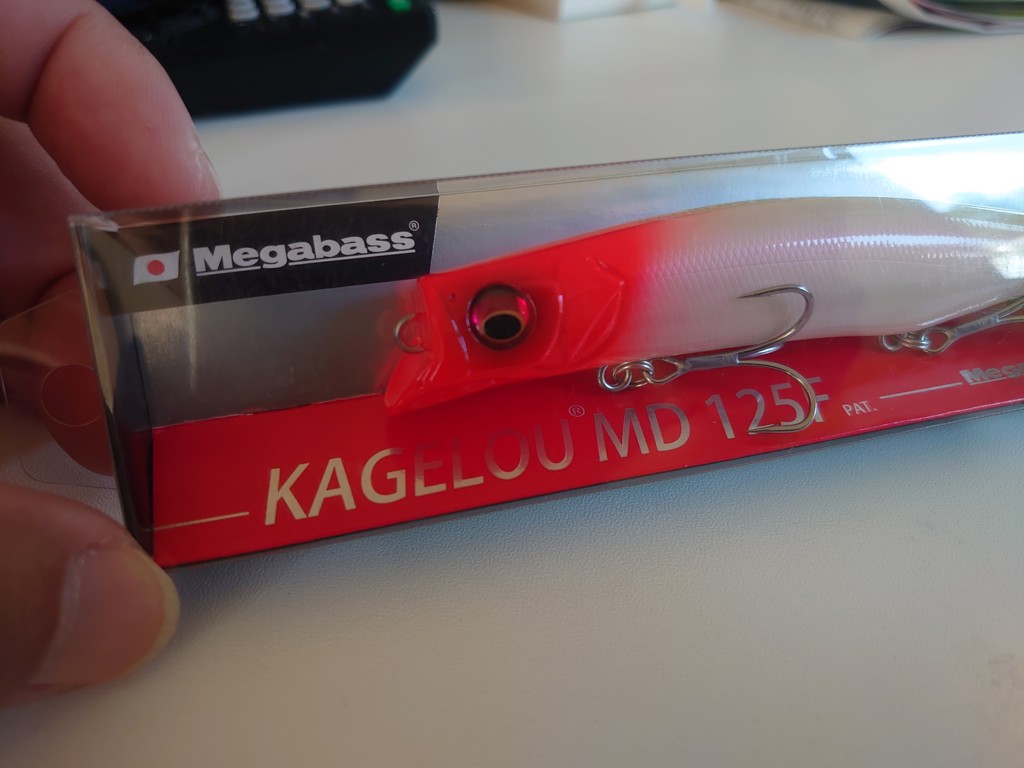 Megabass®
KAGELOU® MD 125F PAT.